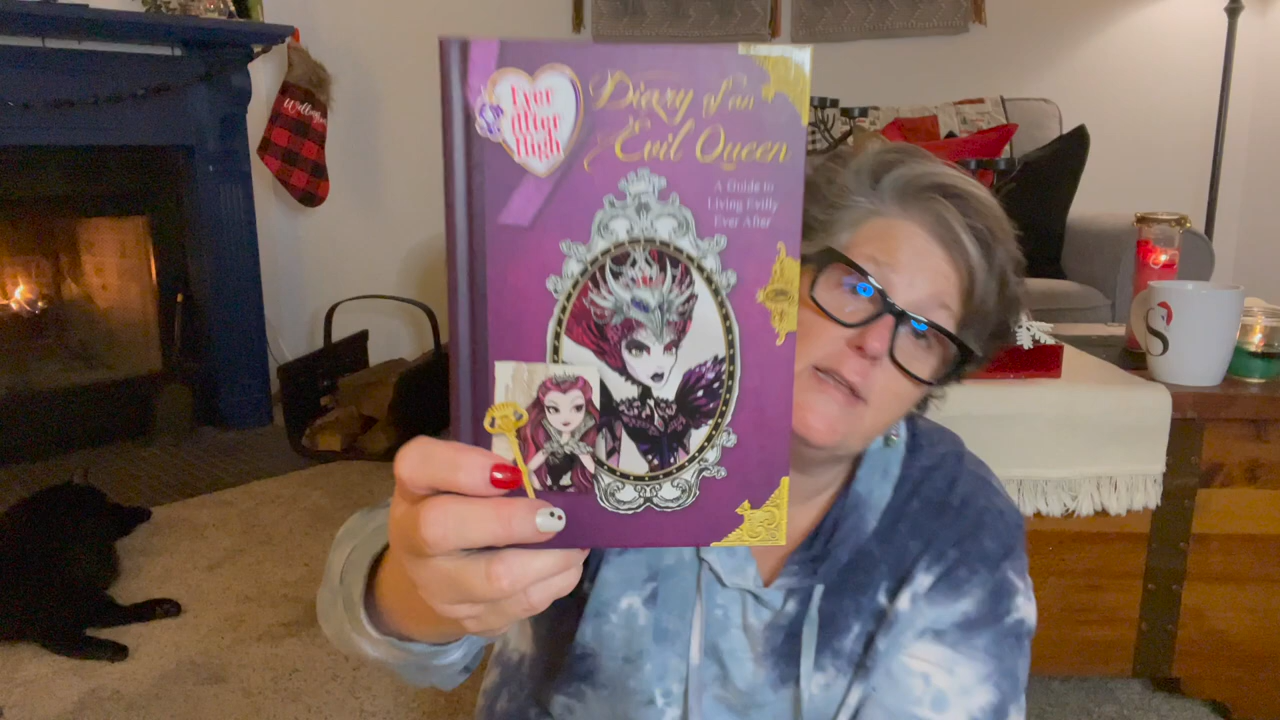 Ever
After
High
Diary of an
Evil Queen
A Guide to
Living Evilly
Ever After
S